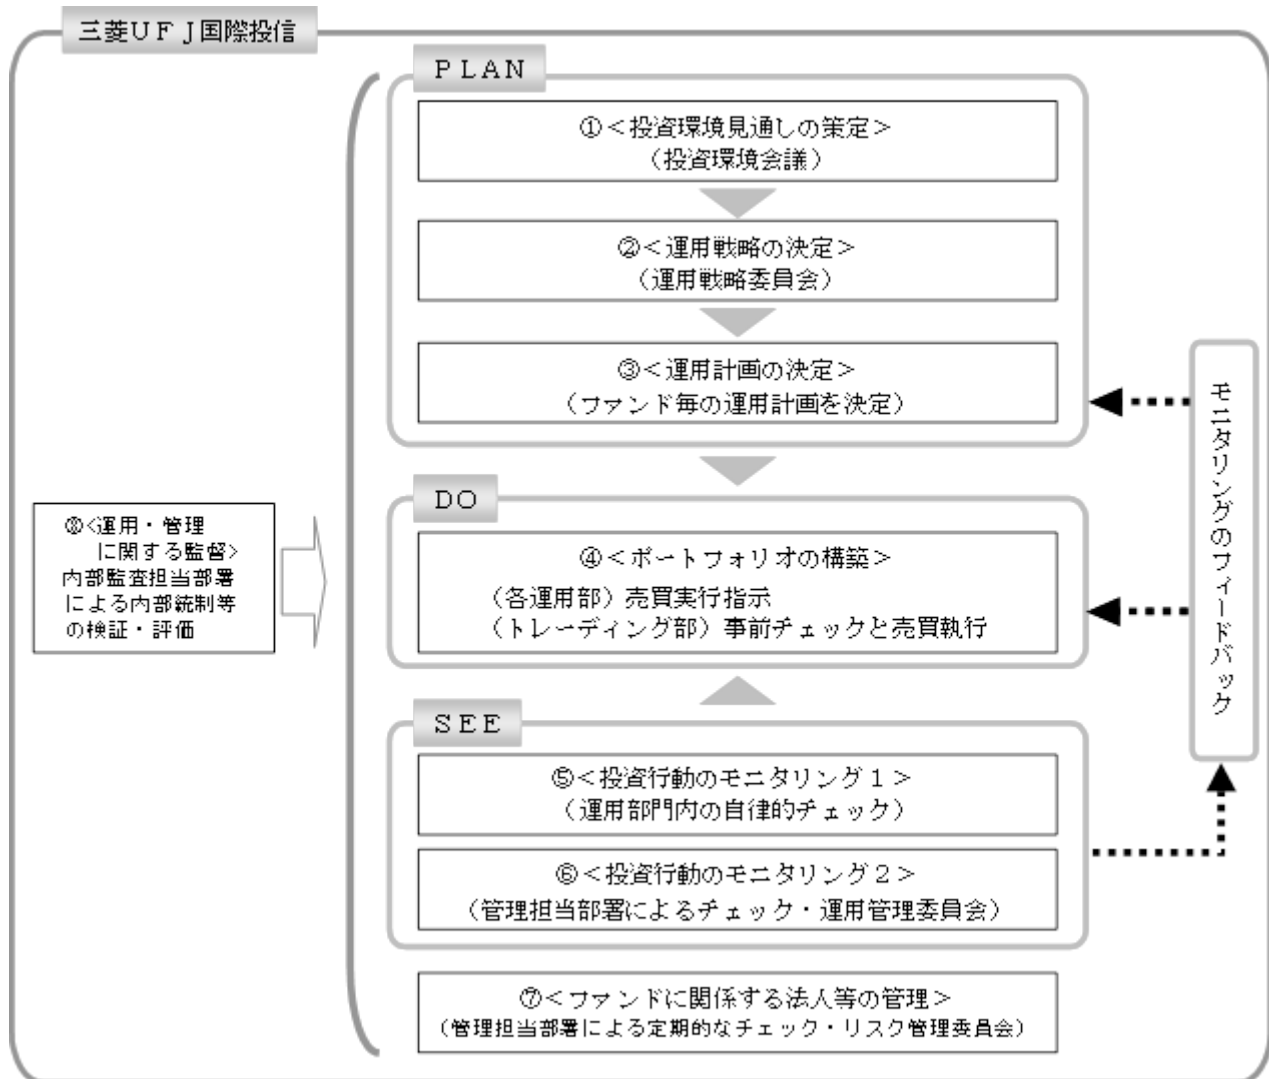 三菱ＵＦＪ国際投信
ＰＬＡＮ
①＜投資環境見通しの策定＞
（投資環境会議）
②＜運用戦略の決定＞
（運用戦略委員会）
③＜運用計画の決定＞
（ファンド毎の運用計画を決定）
ＤＯ
④＜ポートフォリオの構築＞
（各運用部）売買実行指示
（トレーディング部）事前チェックと売買執行
ＳＥＥ
⑤＜投資行動のモニタリング１＞
（運用部門内の自律的チェック）
⑥＜投資行動のモニタリング２＞
（管理担当部署によるチェック・運用管理委員会）
⑦＜ファンドに関係する法人等の管理＞
（管理担当部署による定期的なチェック・リスク管理委員会）
⑧<運用・管理
に関する監督>
内部監査担当部署
による内部統制等
の検証・評価
モニタリングのフィードバック